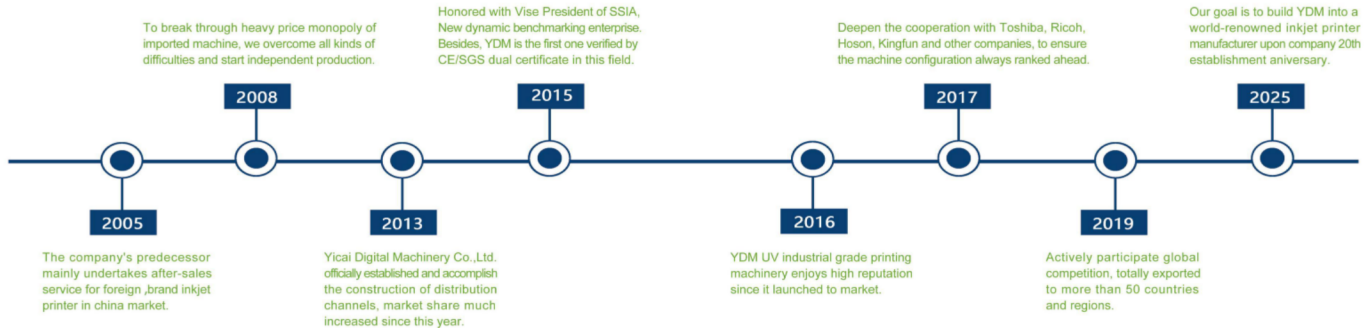 To break through heavy price monopoly of
imported machine, we overcome all kinds of
difficulties and start independent production.
2008
Honored with Vise President of SSIA,
New dynamic benchmarking enterprise.
Besides, YDM is the first one verified by
CE/SGS dual certificate in this field.
2015
Deepen the cooperation with Toshiba, Ricoh,
Hoson, Kingfun and other companies, to ensure
the machine configuration always ranked ahead.
2017
Our goal is to build YDM into a
world-renowned inkjet printer
manufacturer upon company 20th
establishment aniversary.
2025
2005
The company's predecessor
mainly undertakes after-sales
service for foreign ,brand inkjet
printer in china market.
2013
Yicai Digital Machinery Co.,Ltd.
officially established and accomplish
the construction of distribution
channels, market share much
increased since this year.
2016
YDM UV industrial grade printing
machinery enjoys high reputation
since it launched to market.
2019
Actively participate global
competition, totally exported
to more than 50 countries
and regions.